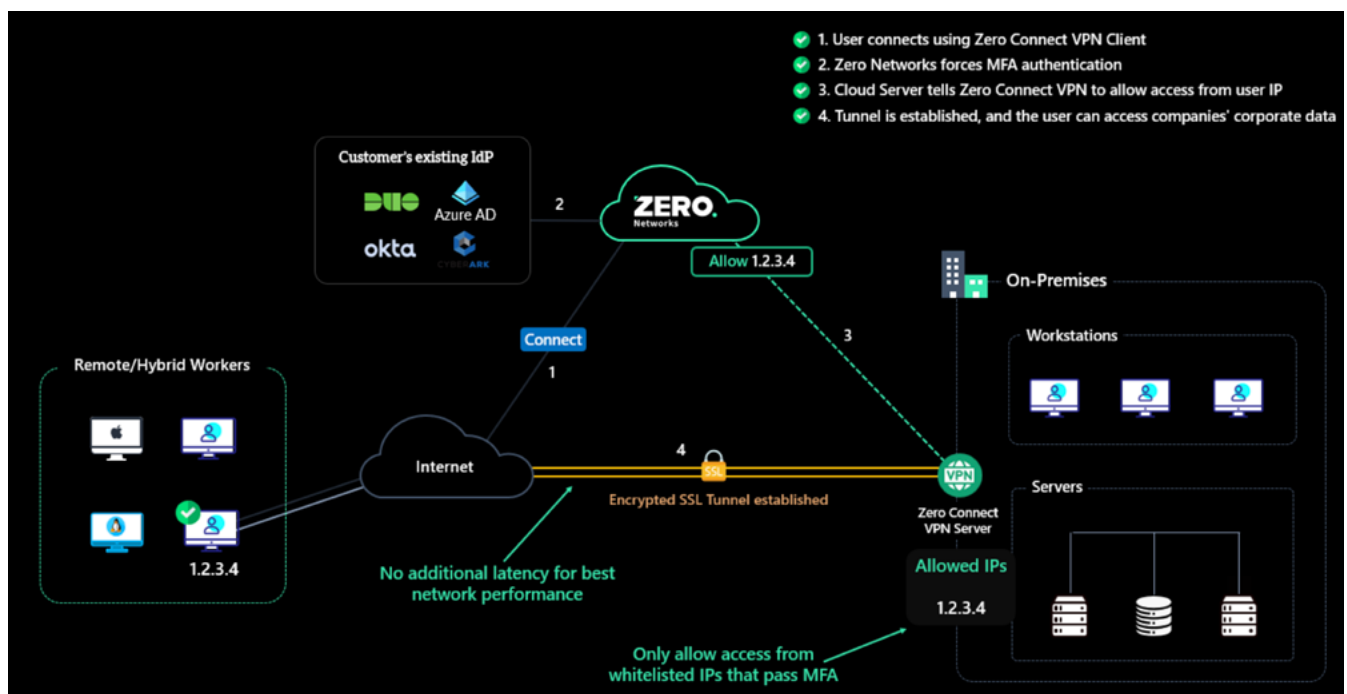 1. User connects using Zero Connect VPN Client
2. Zero Networks forces MFA authentication
3. Cloud Server tells Zero Connect VPN to allow access from user IP
4. Tunnel is established, and the user can access companies' corporate data
Customer's existing IdP
DUO
Azure AD
okta
CYBERARK
2
ZERO.
Networks
Allow 1.2.3.4
On-Premises
Connect
1
3
Workstations
Remote/Hybrid Workers
Internet
4
SSL
Encrypted SSL Tunnel established
VPN
Zero Connect
VPN Server
Servers
1.2.3.4
No additional latency for best
network performance
Allowed IPs
1.2.3.4
Only allow access from
whitelisted IPs that pass MFA